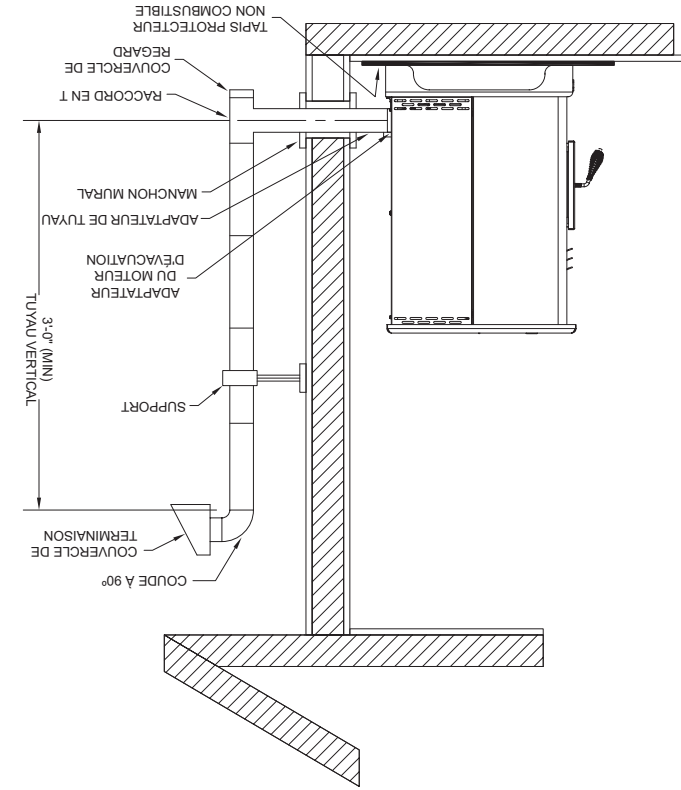 COUDE À 90º
COUVERCLE DE
TERMINAISON
SUPPORT
3'-0" (MIN)
TUYAU VERTICAL
ADAPTATEUR
DU MOTEUR
D'ÉVACUATION
ADAPTATEUR DE TUYAU
MANCHON MURAL
RACCORD EN T
COUVERCLE DE
REGARD
TAPIS PROTECTEUR
NON COMBUSTIBLE